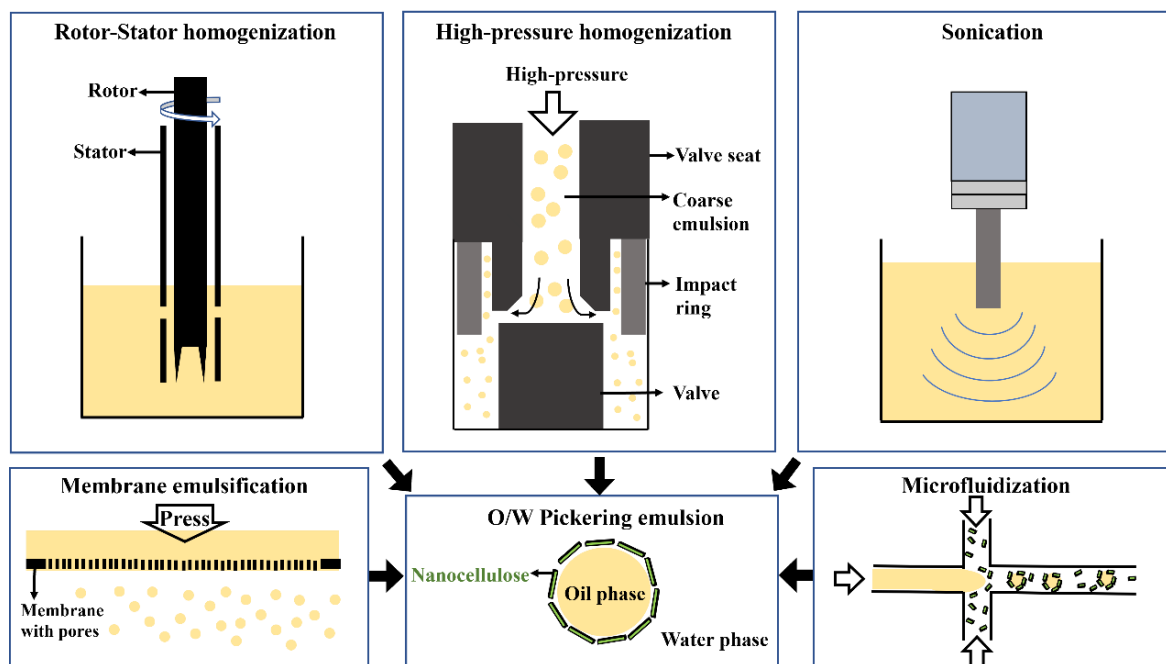 Rotor-Stator homogenization
Rotor
Stator
High-pressure homogenization
High-pressure
Valve seat
Coarse
emulsion
Impact
ring
Valve
Sonication
Membrane emulsification
Press
Membrane
with pores
O/W Pickering emulsion
Nanocellulose
Oil phase
Water phase
Microfluidization